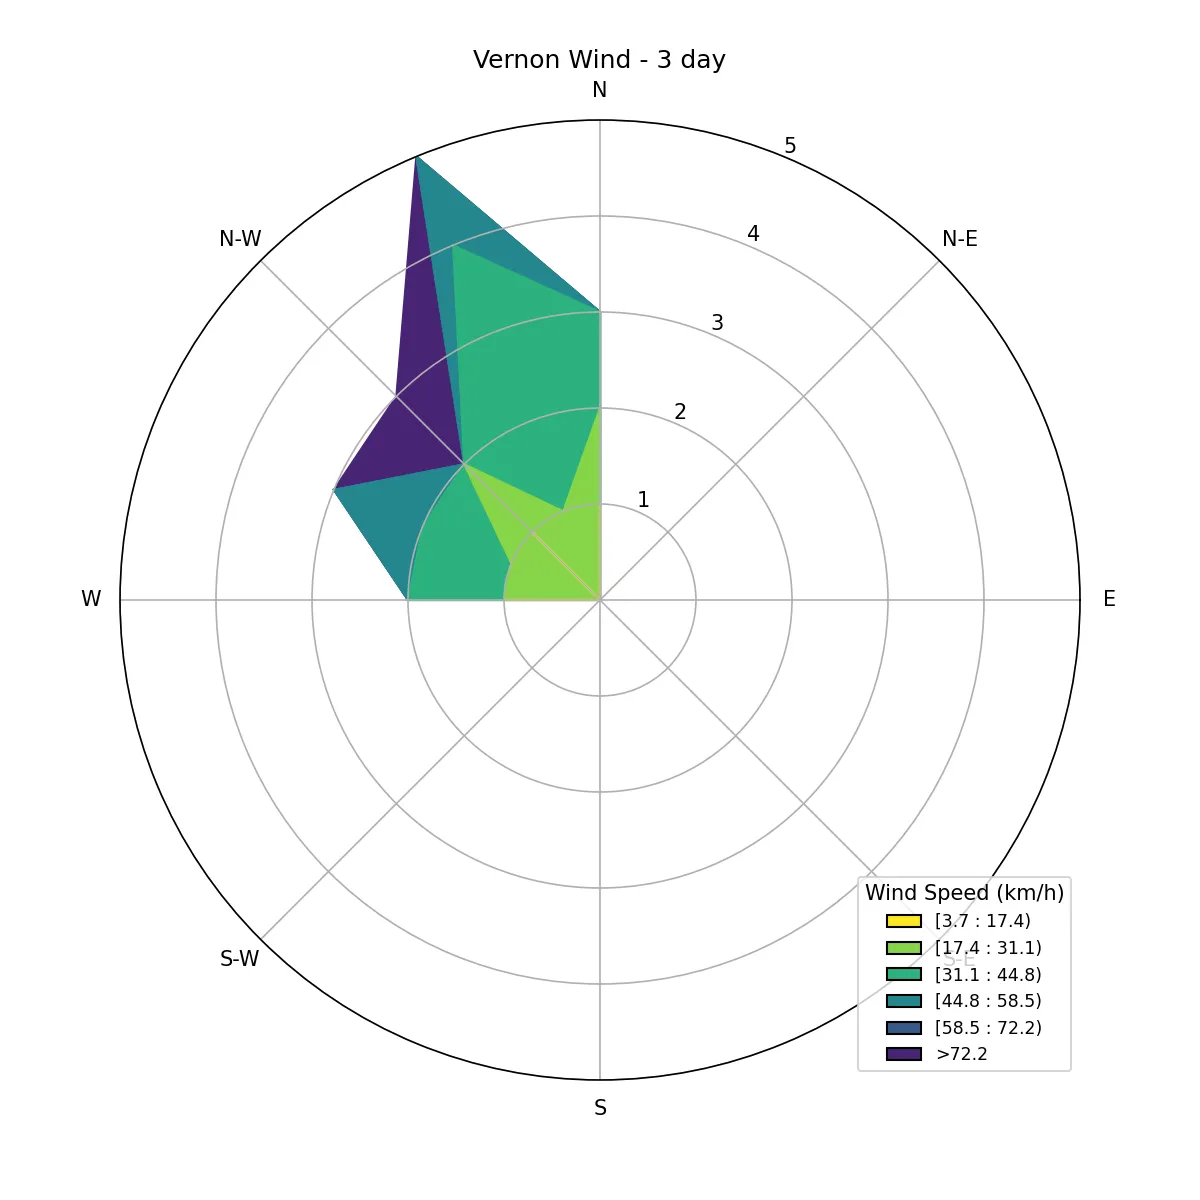 Vernon Wind - 3 day
N
5
N-W
N-E
4
3
2
1
W
E
S-W
S-E
S
Wind Speed (km/h)
[3.7 : 17.4)
[17.4 : 31.1)
[31.1 : 44.8)
[44.8 : 58.5)
[58.5 : 72.2)
>72.2